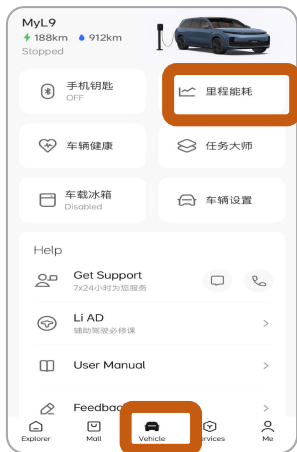 MyL9
188km 912km
Stopped
手机钥匙
OFF
里程能耗
车辆健康
任务大师
车载冰箱
Disabled
车辆设置
Help
Get Support
7x24小时为您服务
Li AD
辅助驾驶必修课
User Manual
Feedbac
Explorer Mall Vehicle rvices Me